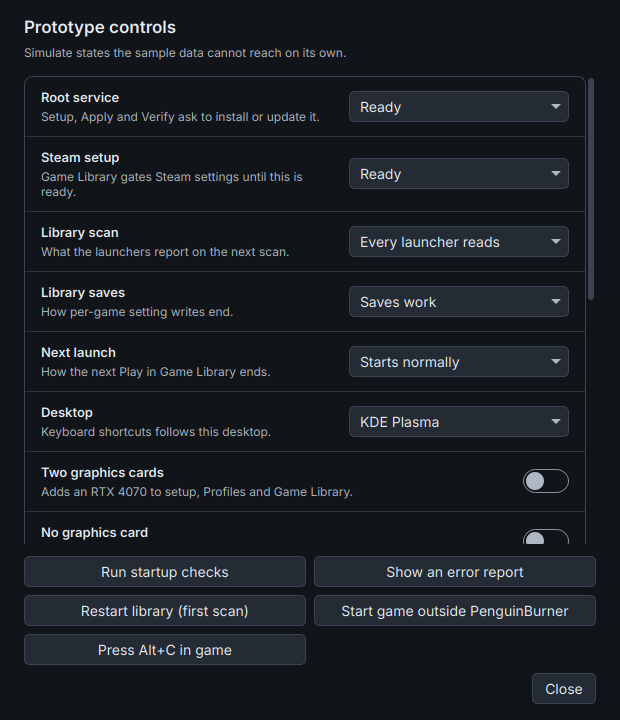 Prototype controls
Simulate states the sample data cannot reach on its own.
Root service
Setup, Apply and Verify ask to install or update it.
Ready
Steam setup
Game Library gates Steam settings until this is
ready.
Ready
Library scan
What the launchers report on the next scan.
Every launcher reads
Library saves
How per-game setting writes end.
Saves work
Next launch
How the next Play in Game Library ends.
Starts normally
Desktop
Keyboard shortcuts follows this desktop.
KDE Plasma
Two graphics cards
Adds an RTX 4070 to setup, Profiles and Game Library.
No graphics card
Run startup checks
Show an error report
Restart library (first scan)
Start game outside PenguinBurner
Press Alt+C in game
Close